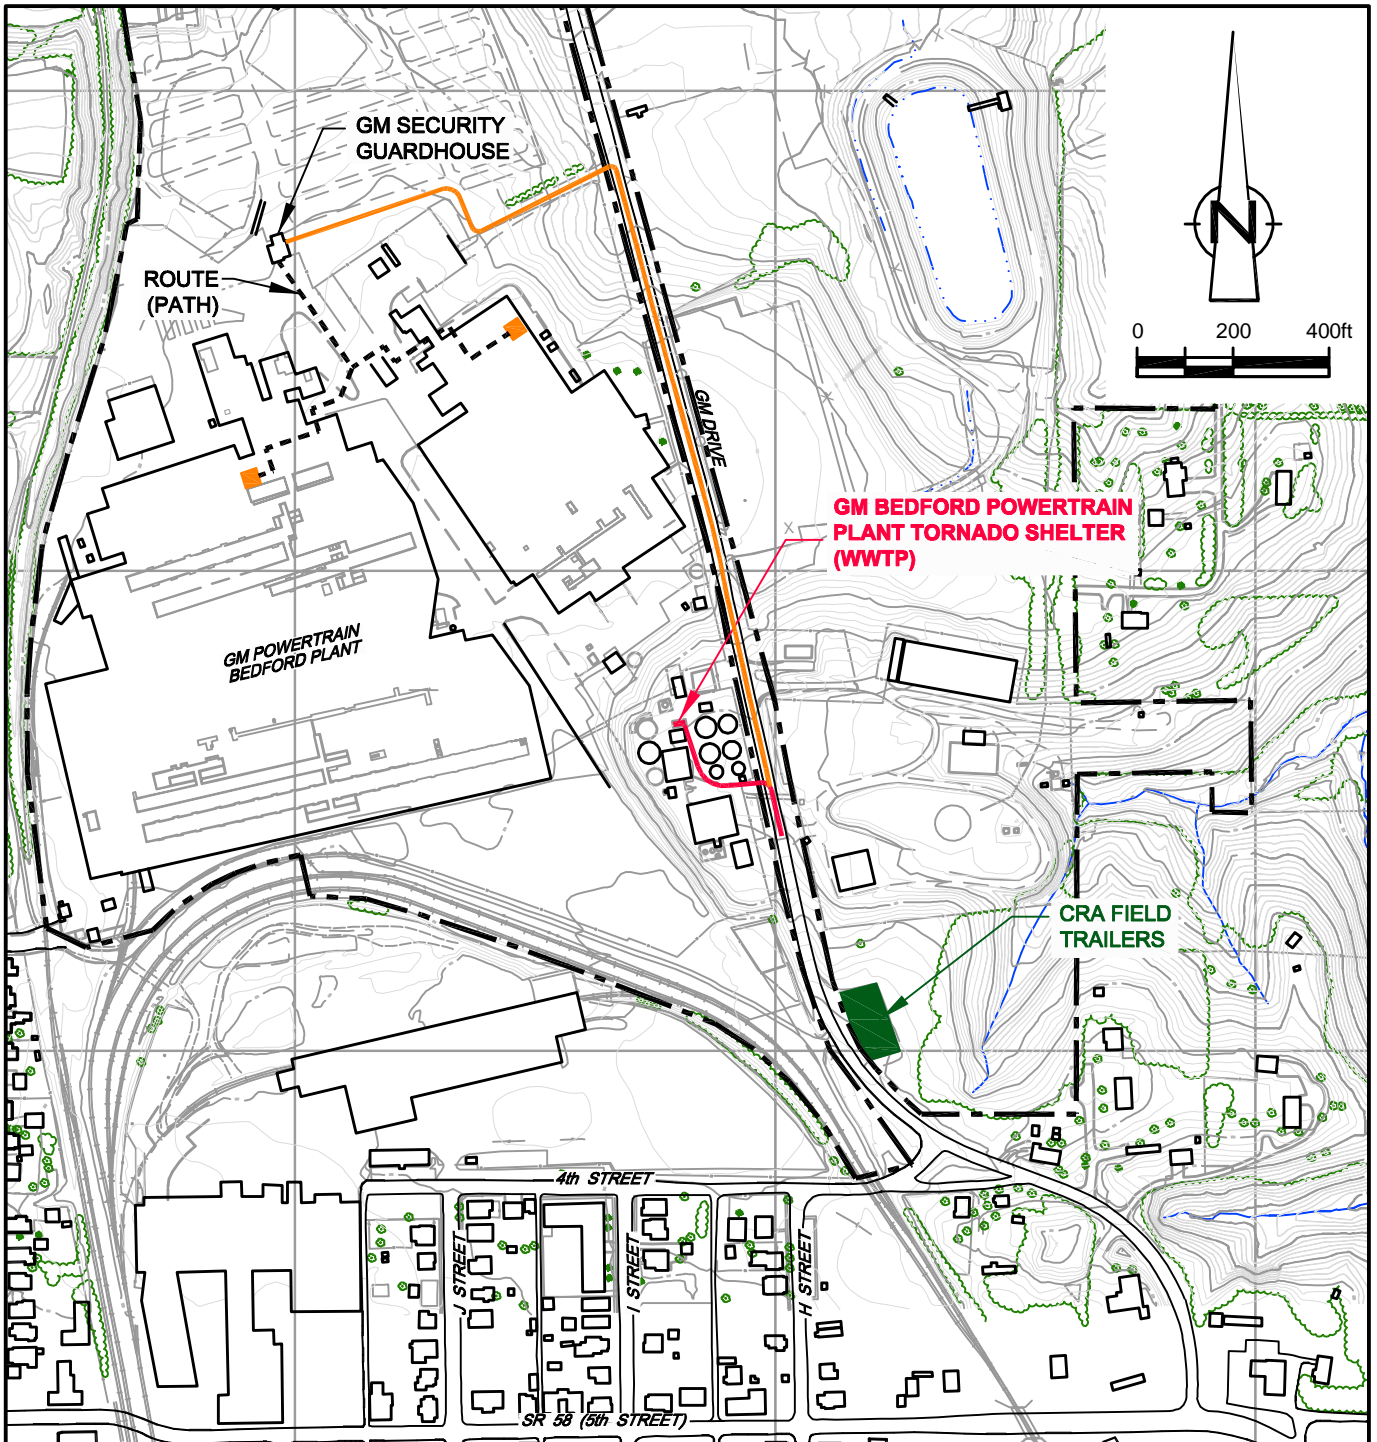 GM SECURITY
GUARDHOUSE
N
ROUTE
(PATH)
0 200 400ft
GM DRIVE
GM BEDFORD POWERTRAIN
PLANT TORNADO SHELTER
(WWTP)
GM POWERTRAIN
BEDFORD PLANT
CRA FIELD
TRAILERS
4th STREET
J STREET
I STREET
H STREET
SR 58 (5th STREET)